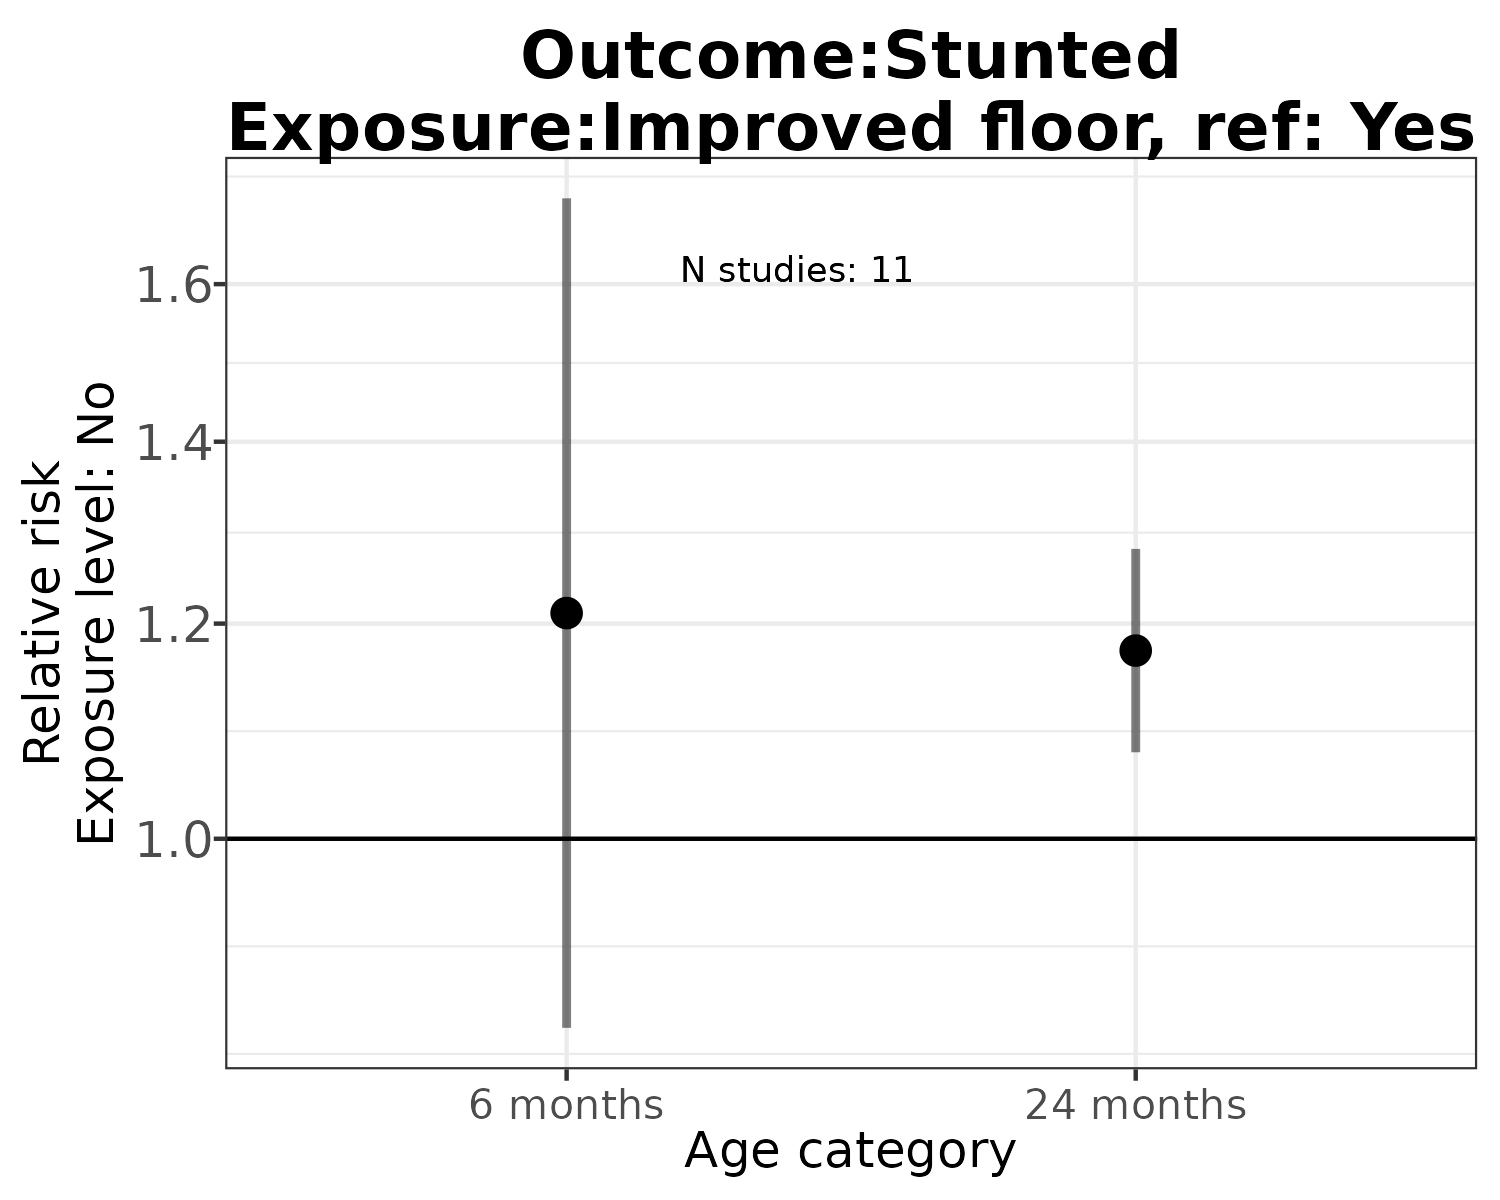 Outcome:Stunted
Exposure:Improved floor, ref: Yes
N studies: 11
1.6
1.4
1.2
1.0
Relative risk
Exposure level: No
6 months
24 months
Age category